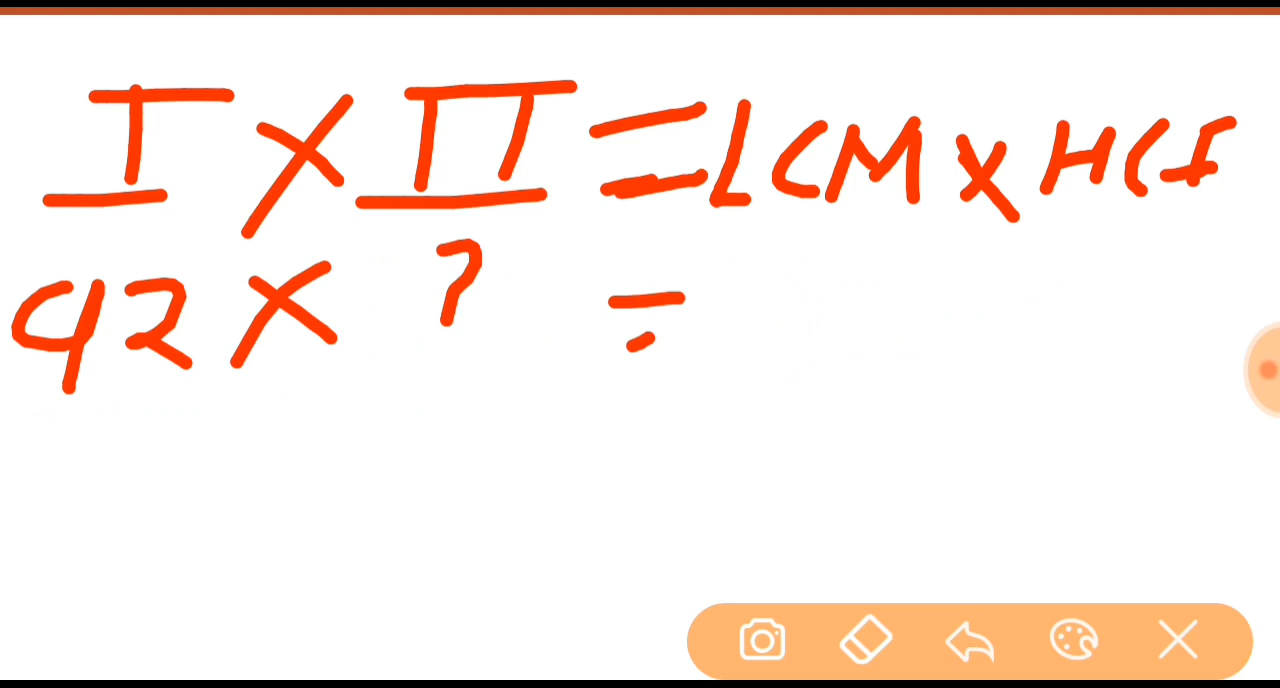 I X II = LCM X HCF
42 X ? =